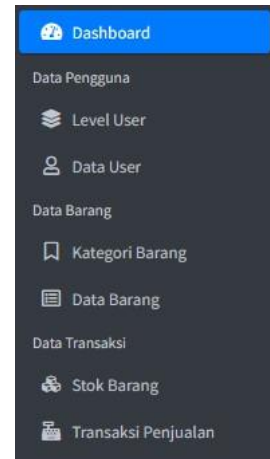 Dashboard
Data Pengguna
Level User
Data User
Data Barang
Kategori Barang
Data Barang
Data Transaksi
Stok Barang
Transaksi Penjualan